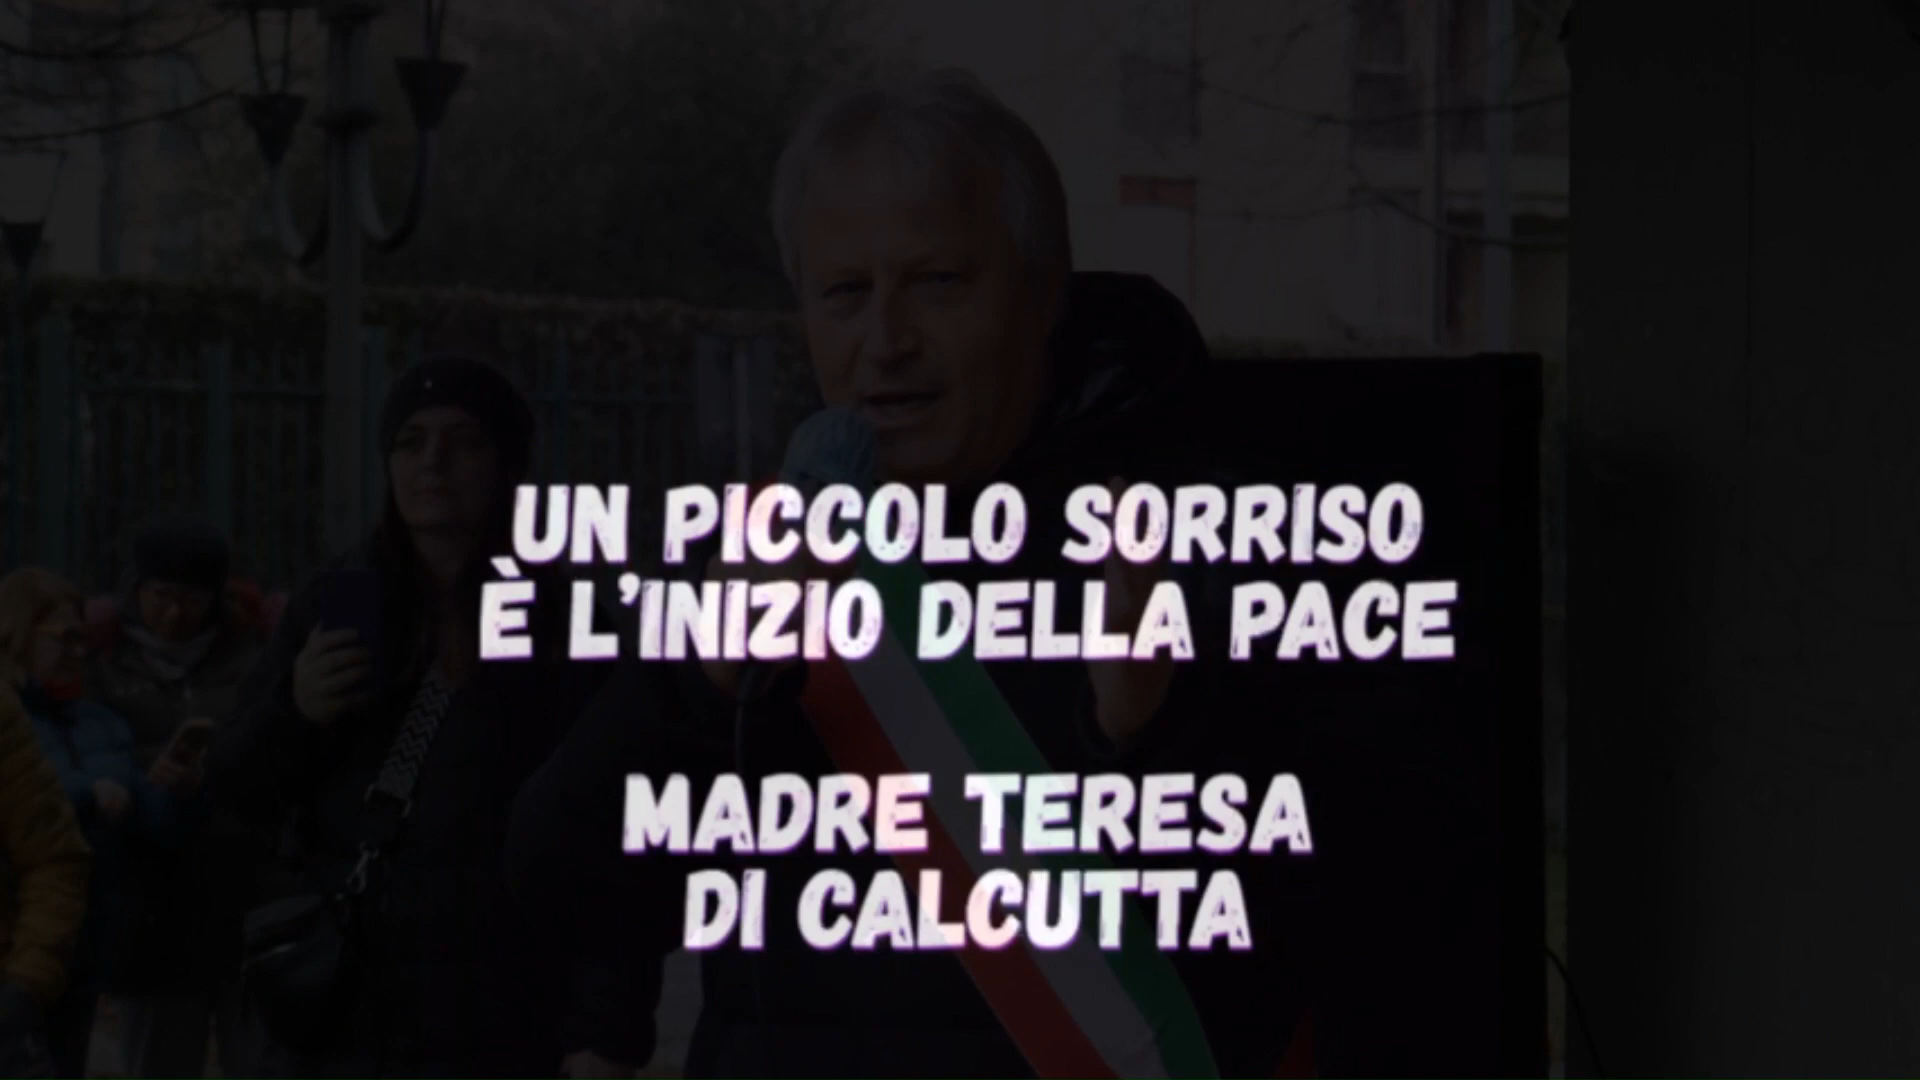 UN PICCOLO SORRISO
È L'INIZIO DELLA PACE
MADRE TERESA
DI CALCUTTA